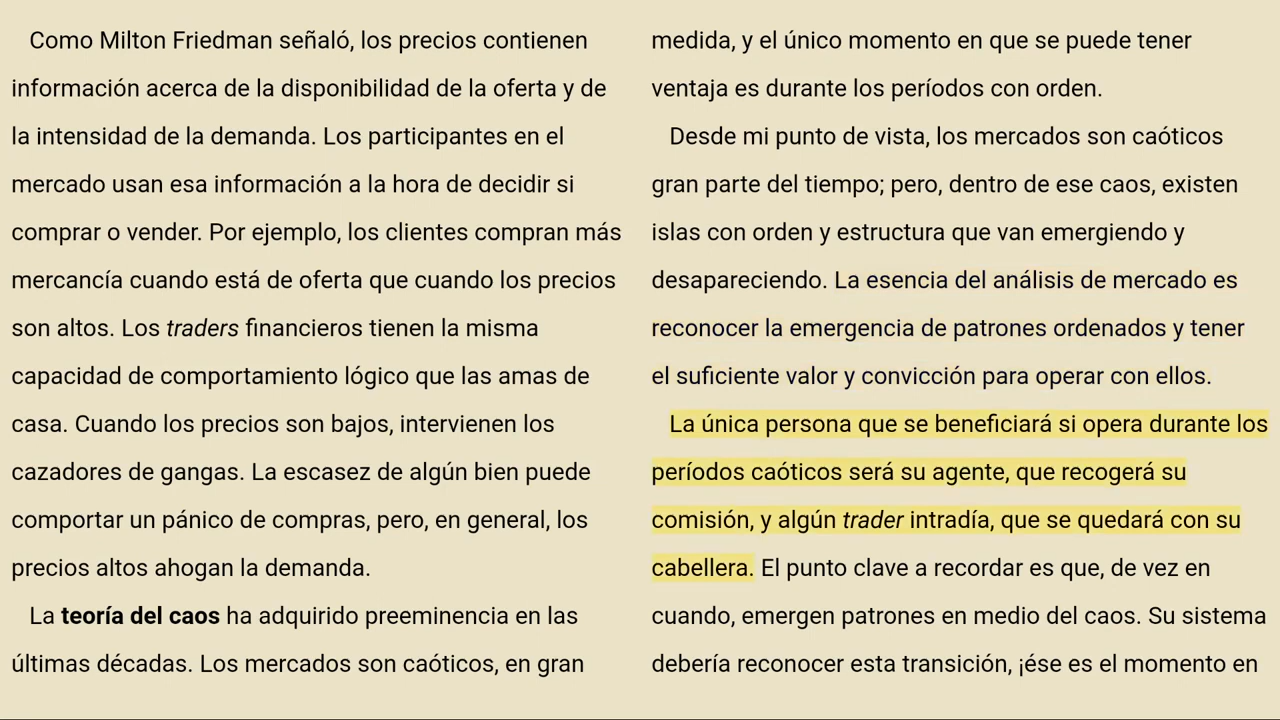 Como Milton Friedman señaló, los precios contienen
información acerca de la disponibilidad de la oferta y de
la intensidad de la demanda. Los participantes en el
mercado usan esa información a la hora de decidir si
comprar o vender. Por ejemplo, los clientes compran más
mercancía cuando está de oferta que cuando los precios
son altos. Los traders financieros tienen la misma
capacidad de comportamiento lógico que las amas de
casa. Cuando los precios son bajos, intervienen los
cazadores de gangas. La escasez de algún bien puede
comportar un pánico de compras, pero, en general, los
precios altos ahogan la demanda.
La teoría del caos ha adquirido preeminencia en las
últimas décadas. Los mercados son caóticos, en gran
medida, y el único momento en que se puede tener
ventaja es durante los períodos con orden.
Desde mi punto de vista, los mercados son caóticos
gran parte del tiempo; pero, dentro de ese caos, existen
islas con orden y estructura que van emergiendo y
desapareciendo. La esencia del análisis de mercado es
reconocer la emergencia de patrones ordenados y tener
el suficiente valor y convicción para operar con ellos.
La única persona que se beneficiará si opera durante los
períodos caóticos será su agente, que recogerá su
comisión, y algún trader intradía, que se quedará con su
cabellera. El punto clave a recordar es que, de vez en
cuando, emergen patrones en medio del caos. Su sistema
debería reconocer esta transición, ¡ése es el momento en